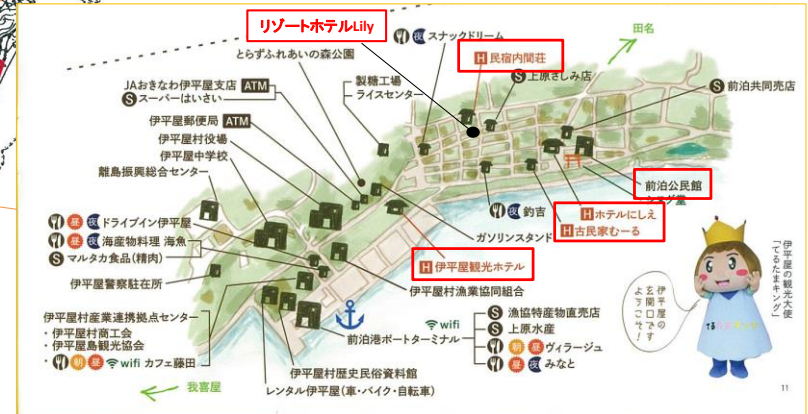 リゾートホテルLily
田名
昼夜 スナックドリーム
H 民宿内間荘
とらずふれあいの森公園
S 上原さしみ店
JAおきなわ伊平屋支店 ATM
S スーパーはいさい
製糖工場
ライスセンター
S 前泊共同売店
伊平屋郵便局 ATM
伊平屋村役場
伊平屋中学校
離島振興総合センター
前泊公民館
夜 釣吉
H ホテルにしえ
H 古民家むーる
昼 夜 ドライブイン伊平屋
昼 夜 海産物料理 海魚
S マルタカ食品(精肉)
ガソリンスタンド
H 伊平屋観光ホテル
伊平屋警察駐在所
伊平屋村漁業協同組合
伊平屋の観光大使
「てるたまキング」
伊平屋の
玄関口です
ようこそ!
伊平屋村産業連携拠点センター
・伊平屋村商工会
・伊平屋島観光協会
・朝 昼 wifi カフェ藤田
wifi
前泊港ポートターミナル
S 漁協特産物直売店
S 上原水産
朝 昼 ヴィラージュ
昼 夜 みなと
伊平屋村歴史民俗資料館
レンタル伊平屋(車・バイク・自転車)
我喜屋
11